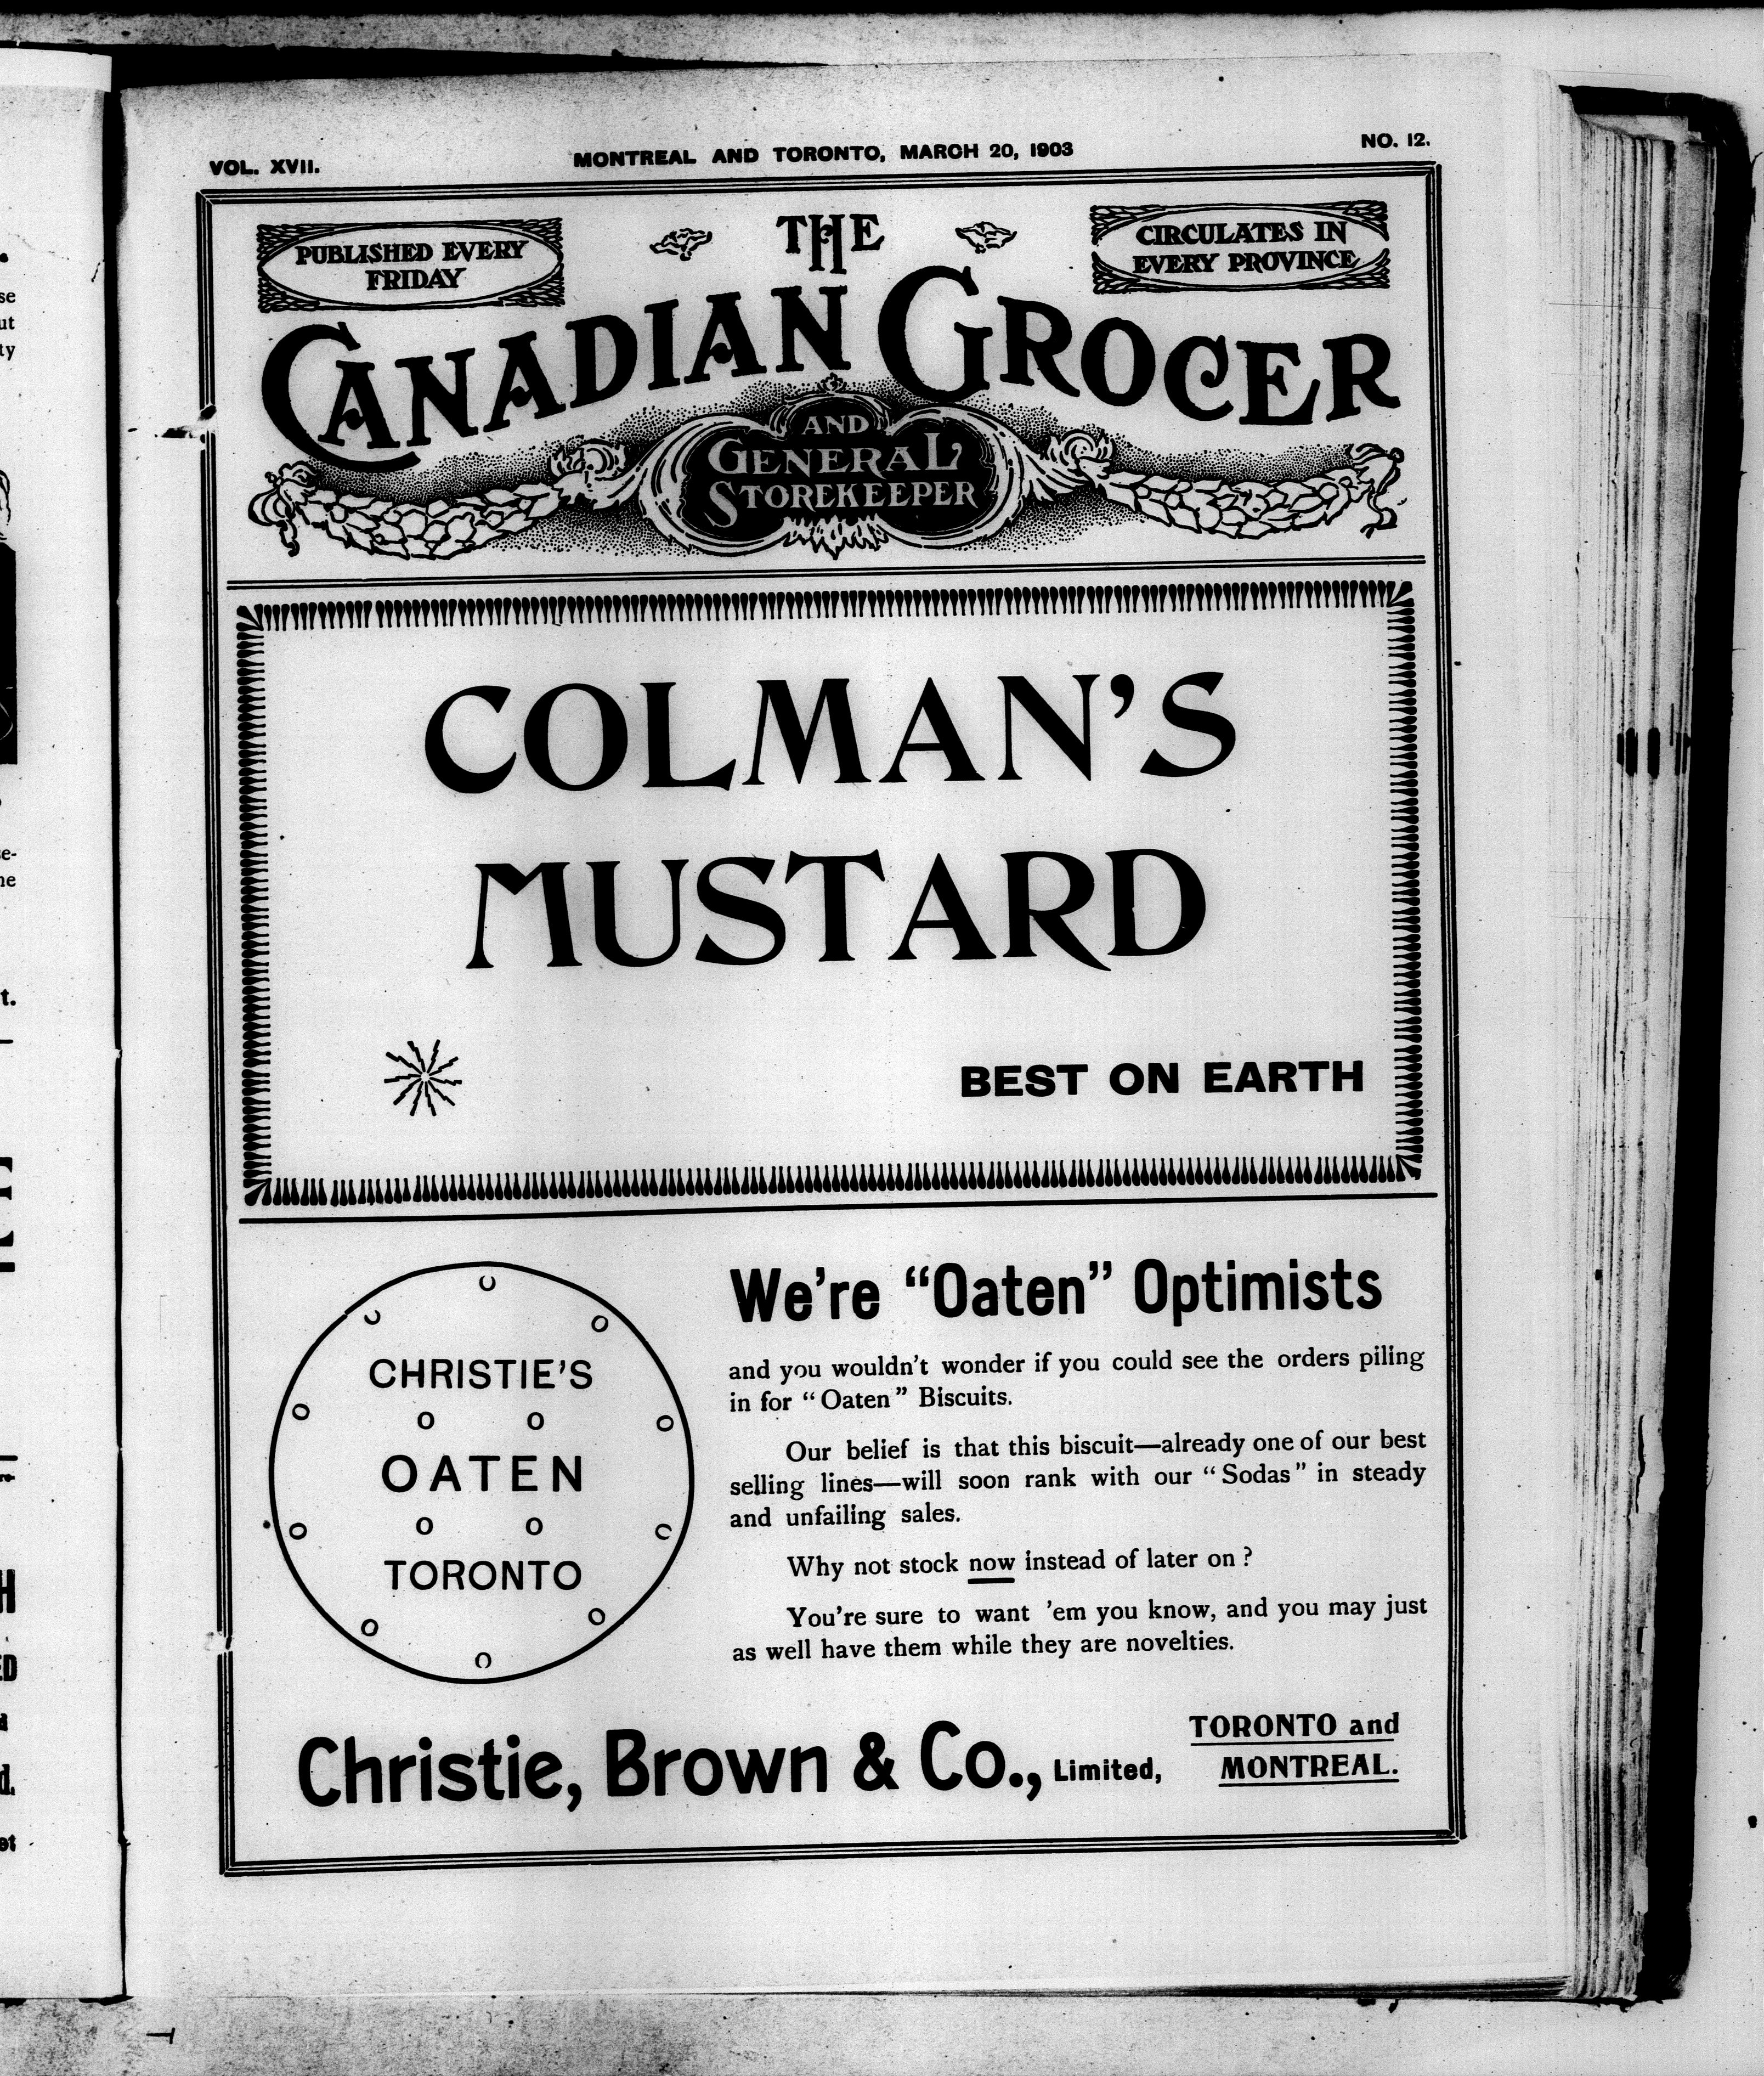 VOL. XVII.
MONTREAL AND TORONTO, MARCH 20, 1903
NO. 12.
PUBLISHED EVERY
FRIDAY
THE
CIRCULATES IN
EVERY PROVINCE
CANADIAN GROCER
AND
GENERAL
STOREKEEPER
COLMAN'S
MUSTARD
BEST ON EARTH
CHRISTIE'S
OATEN
TORONTO
We're "Oaten" Optimists
and you wouldn't wonder if you could see the orders piling
in for "Oaten" Biscuits.
Our belief is that this biscuit—already one of our best
selling lines—will soon rank with our "Sodas" in steady
and unfailing sales.
Why not stock now instead of later on?
You're sure to want 'em you know, and you may just
as well have them while they are novelties.
Christie, Brown & Co., Limited,
TORONTO and
MONTREAL.